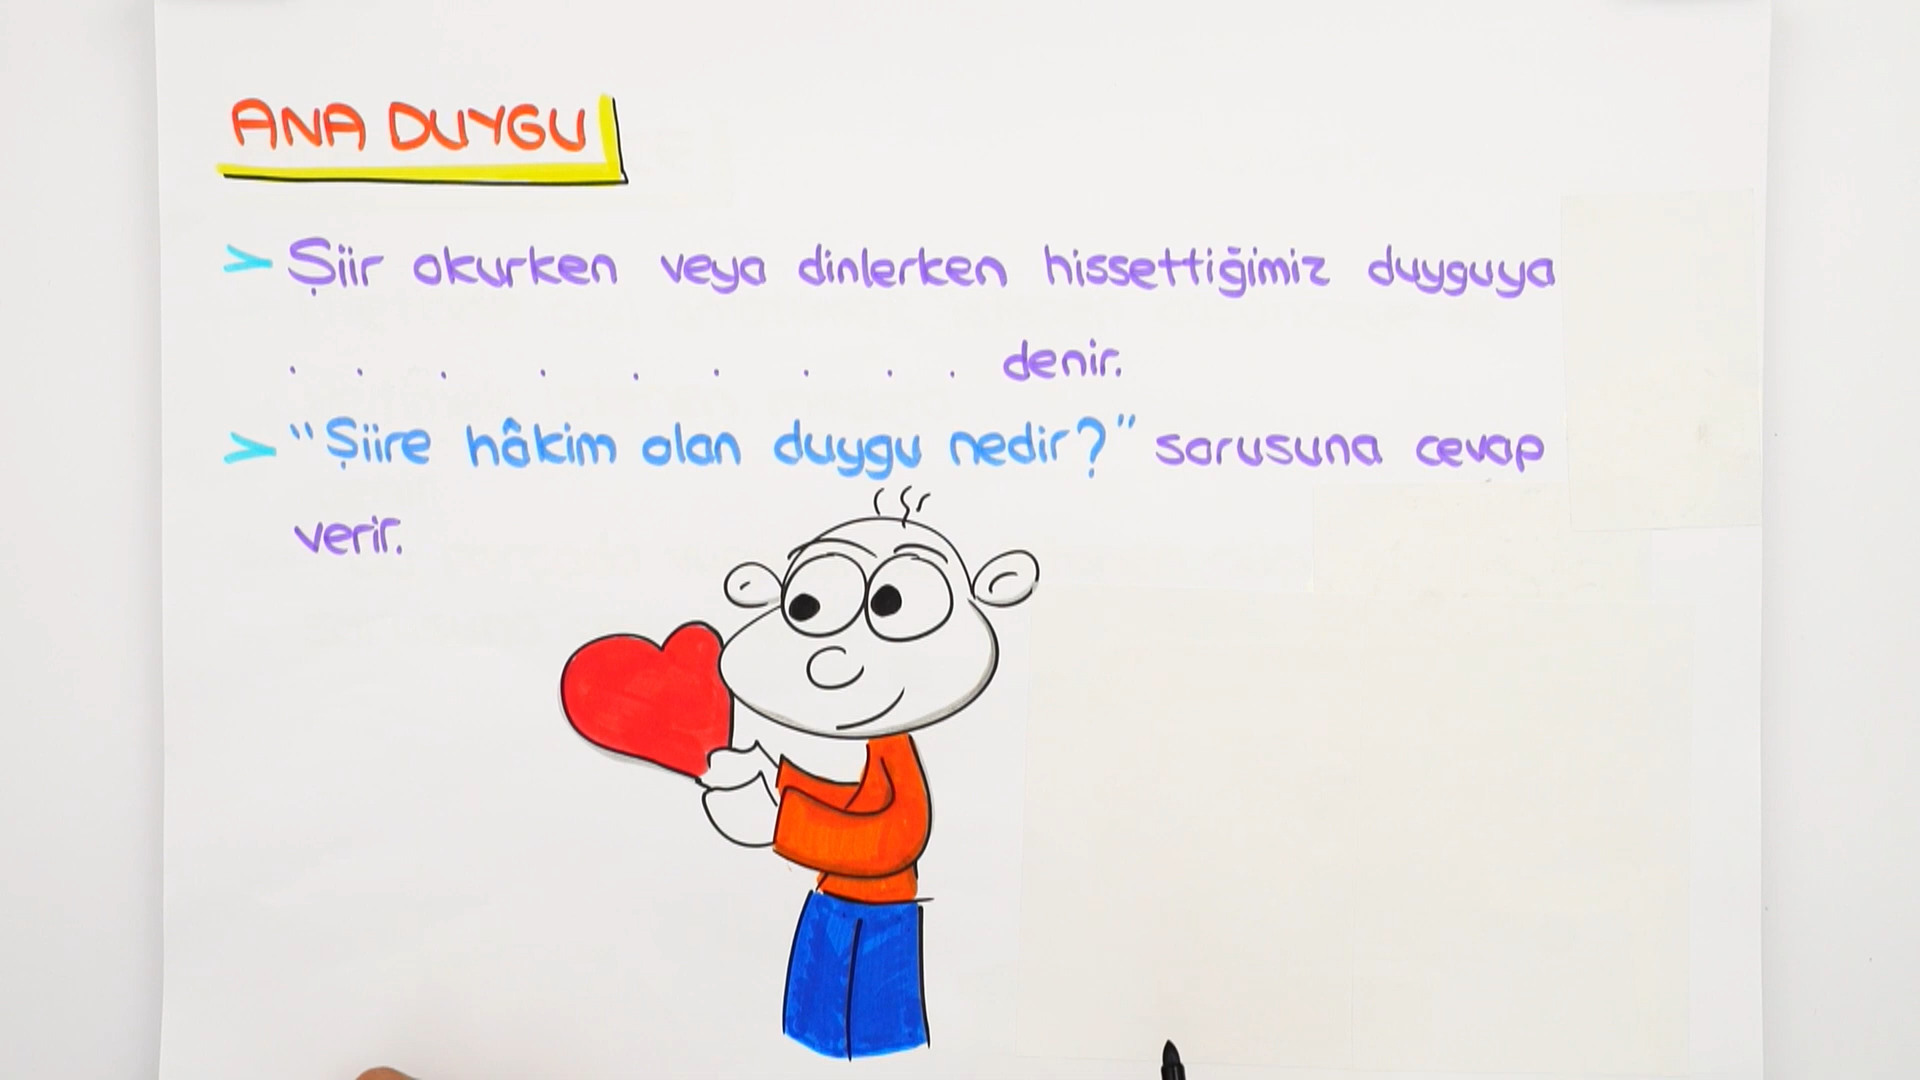 ANA DUYGU
> Şiir okurken veya dinlerken hissettiğimiz duyguya
. . . . . . . . . denir.
> "Şiire hâkim olan duygu nedir?" sorusuna cevap
verir.